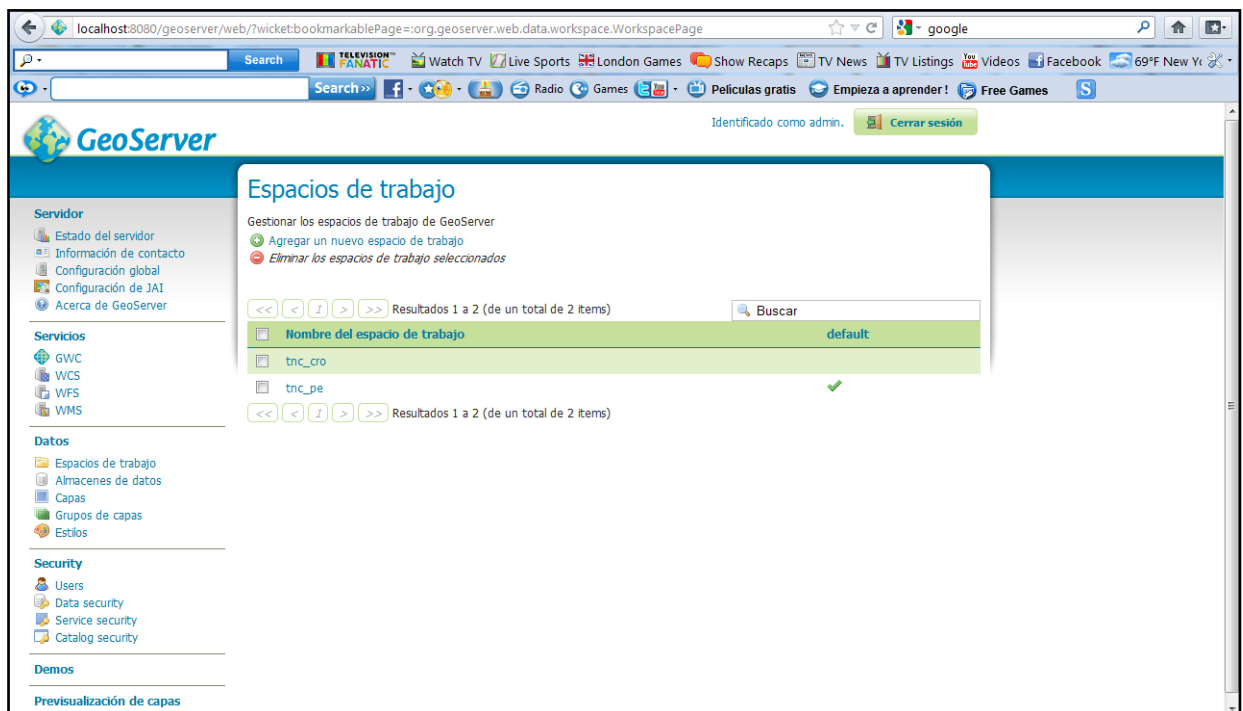 localhost:8080/geoserver/web/?wicket:bookmarkablePage=:org.geoserver.web.data.workspace.WorkspacePage
google
Search TELEVISION FANATIC Watch TV Live Sports London Games Show Recaps TV News TV Listings Videos Facebook 69°F New Yo
Search >> Radio Games Peliculas gratis Empieza a aprender! Free Games S
GeoServer
Identificado como admin. Cerrar sesión
Servidor
Estado del servidor
Información de contacto
Configuración global
Configuración de JAI
Acerca de GeoServer
Servicios
GWC
WCS
WFS
WMS
Datos
Espacios de trabajo
Almacenes de datos
Capas
Grupos de capas
Estilos
Security
Users
Data security
Service security
Catalog security
Demos
Previsualización de capas
Espacios de trabajo
Gestionar los espacios de trabajo de GeoServer
Agregar un nuevo espacio de trabajo
Eliminar los espacios de trabajo seleccionados
<< < 1 > >> Resultados 1 a 2 (de un total de 2 items) Buscar
Nombre del espacio de trabajo default
tnc_cro
tnc_pe
<< < 1 > >> Resultados 1 a 2 (de un total de 2 items)